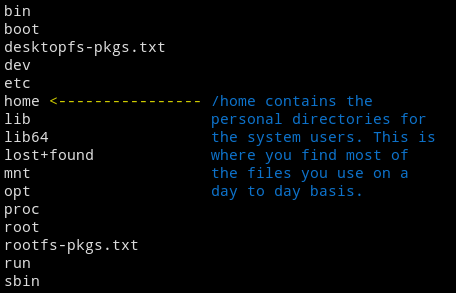 bin
boot
desktopfs-pkgs.txt
dev
etc
home <---------------- /home contains the
lib personal directories for
lib64 the system users. This is
lost+found where you find most of
mnt the files you use on a
opt day to day basis.
proc
root
rootfs-pkgs.txt
run
sbin